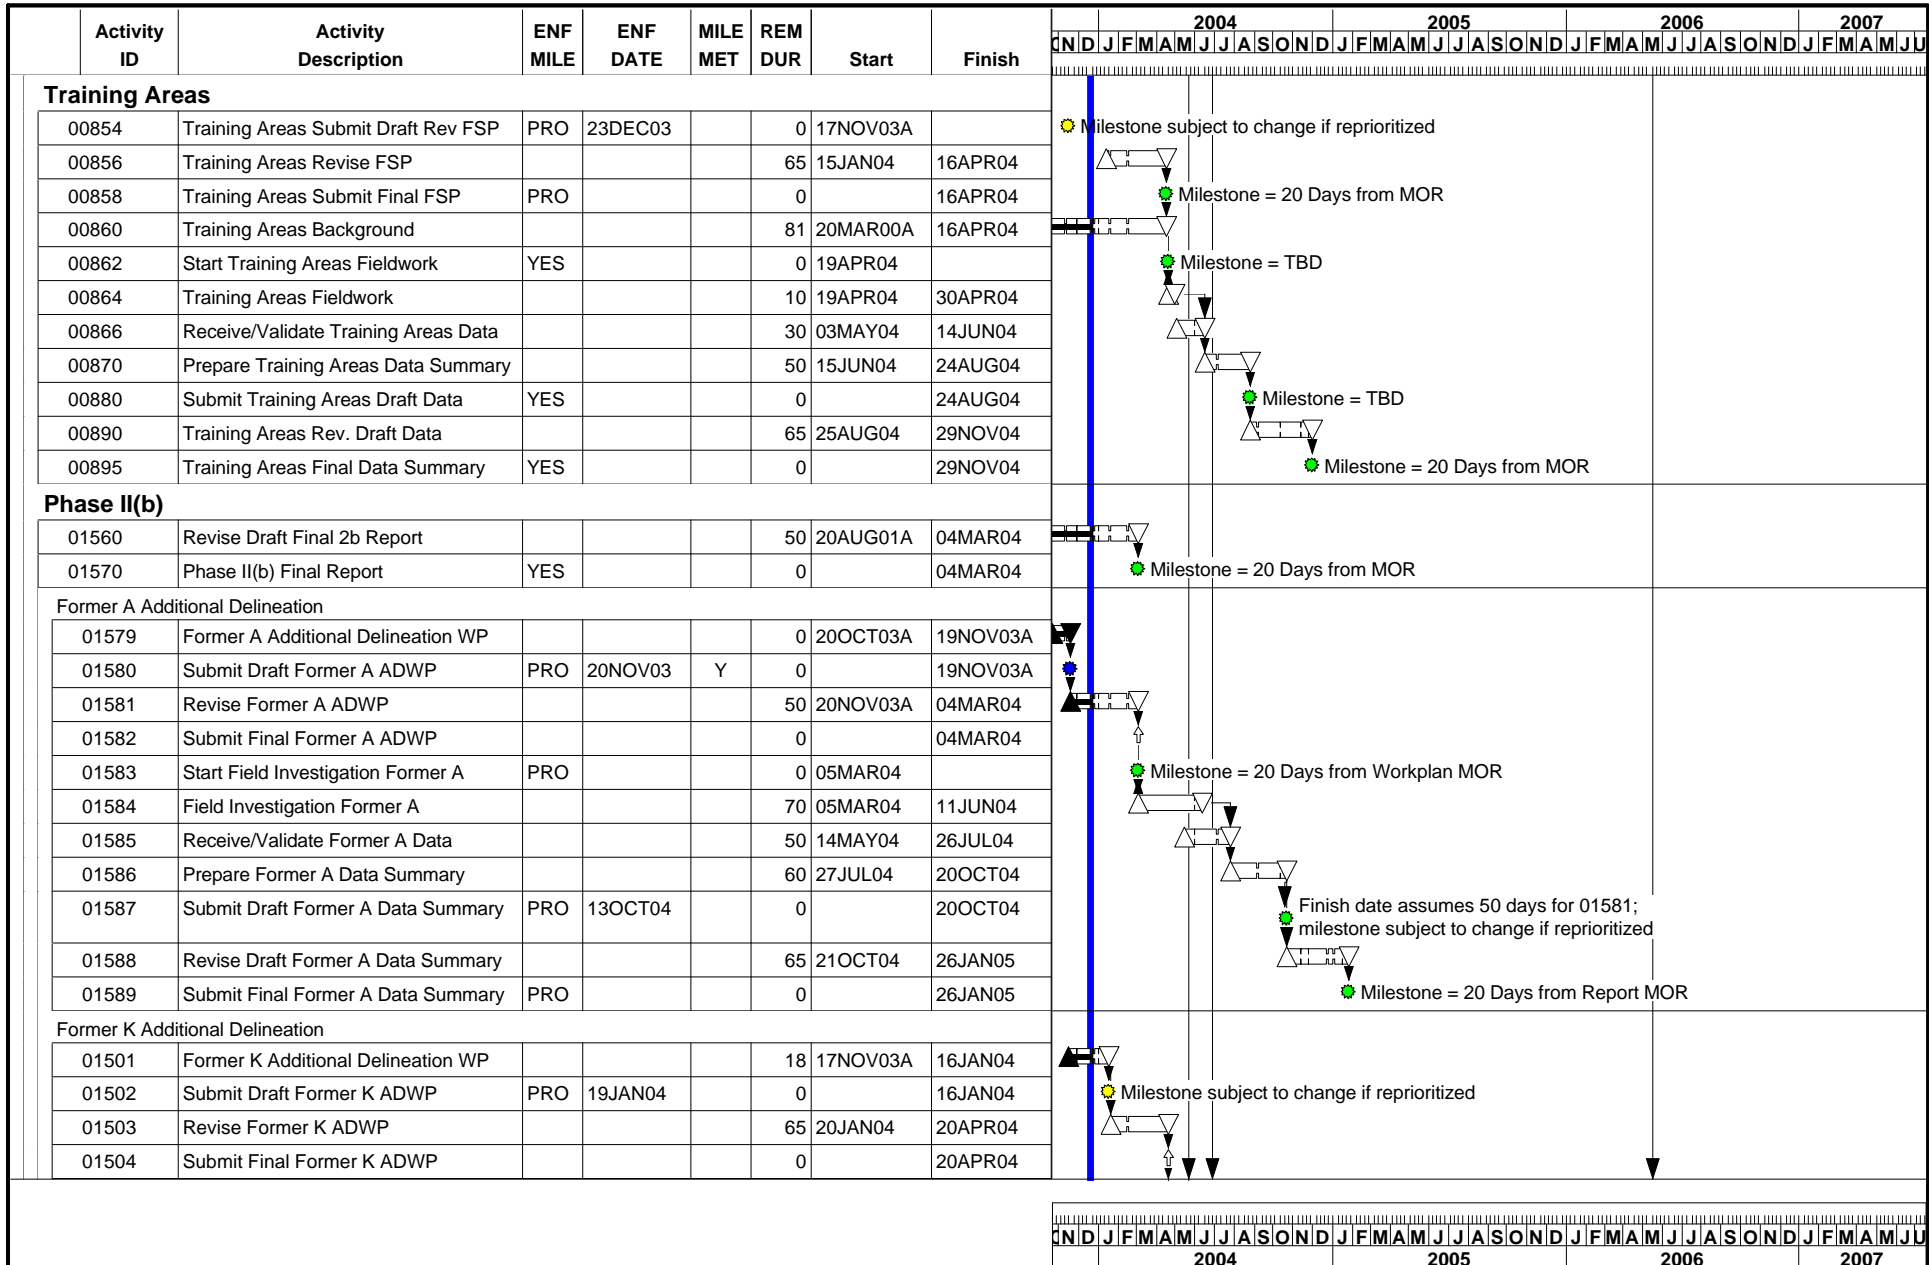 Activity ID Activity Description ENF MILE ENF DATE MILE MET REM DUR Start Finish
2004 2005 2006 2007
N D J F M A M J J A S O N D J F M A M J J A S O N D J F M A M J J A S O N D J F M A M J U
Training Areas
00854 Training Areas Submit Draft Rev FSP PRO 23DEC03 0 17NOV03A Milestone subject to change if reprioritized
00856 Training Areas Revise FSP 65 15JAN04 16APR04
00858 Training Areas Submit Final FSP PRO 0 16APR04 Milestone = 20 Days from MOR
00860 Training Areas Background 81 20MAR00A 16APR04
00862 Start Training Areas Fieldwork YES 0 19APR04 Milestone = TBD
00864 Training Areas Fieldwork 10 19APR04 30APR04
00866 Receive/Validate Training Areas Data 30 03MAY04 14JUN04
00870 Prepare Training Areas Data Summary 50 15JUN04 24AUG04
00880 Submit Training Areas Draft Data YES 0 24AUG04 Milestone = TBD
00890 Training Areas Rev. Draft Data 65 25AUG04 29NOV04
00895 Training Areas Final Data Summary YES 0 29NOV04 Milestone = 20 Days from MOR
Phase II(b)
01560 Revise Draft Final 2b Report 50 20AUG01A 04MAR04
01570 Phase II(b) Final Report YES 0 04MAR04 Milestone = 20 Days from MOR
Former A Additional Delineation
01579 Former A Additional Delineation WP 0 20OCT03A 19NOV03A
01580 Submit Draft Former A ADWP PRO 20NOV03 Y 0 19NOV03A
01581 Revise Former A ADWP 50 20NOV03A 04MAR04
01582 Submit Final Former A ADWP 0 04MAR04
01583 Start Field Investigation Former A PRO 0 05MAR04 Milestone = 20 Days from Workplan MOR
01584 Field Investigation Former A 70 05MAR04 11JUN04
01585 Receive/Validate Former A Data 50 14MAY04 26JUL04
01586 Prepare Former A Data Summary 60 27JUL04 20OCT04
01587 Submit Draft Former A Data Summary PRO 13OCT04 0 20OCT04 Finish date assumes 50 days for 01581;
milestone subject to change if reprioritized
01588 Revise Draft Former A Data Summary 65 21OCT04 26JAN05
01589 Submit Final Former A Data Summary PRO 0 26JAN05 Milestone = 20 Days from Report MOR
Former K Additional Delineation
01501 Former K Additional Delineation WP 18 17NOV03A 16JAN04
01502 Submit Draft Former K ADWP PRO 19JAN04 0 16JAN04 Milestone subject to change if reprioritized
01503 Revise Former K ADWP 65 20JAN04 20APR04
01504 Submit Final Former K ADWP 0 20APR04
N D J F M A M J J A S O N D J F M A M J J A S O N D J F M A M J J A S O N D J F M A M J U
2004 2005 2006 2007